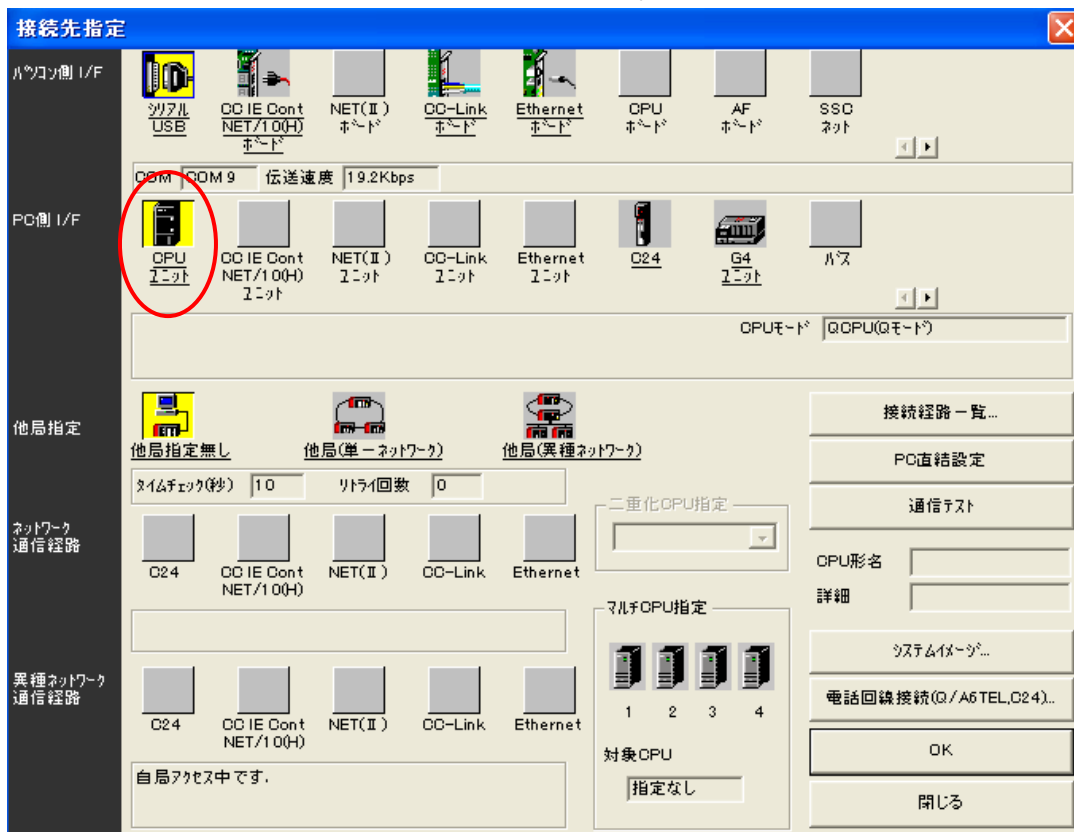 接続先指定
パソコン側 I/F
シリアル
USB
CC IE Cont
NET/10(H)
ボード
NET(Ⅱ)
ボード
CC-Link
ボード
Ethernet
ボード
CPU
ボード
AF
ボード
SSC
ネット
COM COM 9 伝送速度 19.2Kbps
PC側 I/F
CPU
ユニット
CC IE Cont
NET/10(H)
ユニット
NET(Ⅱ)
ユニット
CC-Link
ユニット
Ethernet
ユニット
C24
G4
ユニット
バス
CPUモード QCPU(Qモード)
他局指定
他局指定無し
他局(単一ネットワーク)
他局(異種ネットワーク)
タイムチェック(秒) 10 リトライ回数 0
接続経路一覧...
PC直結設定
通信テスト
二重化CPU指定
CPU形名
詳細
ネットワーク
通信経路
C24
CC IE Cont
NET/10(H)
NET(Ⅱ)
CC-Link
Ethernet
マルチCPU指定
1 2 3 4
対象CPU
指定なし
システムイメージ...
電話回線接続(Q/A6TEL,C24)...
OK
閉じる
異種ネットワーク
通信経路
C24
CC IE Cont
NET/10(H)
NET(Ⅱ)
CC-Link
Ethernet
自局アクセス中です.